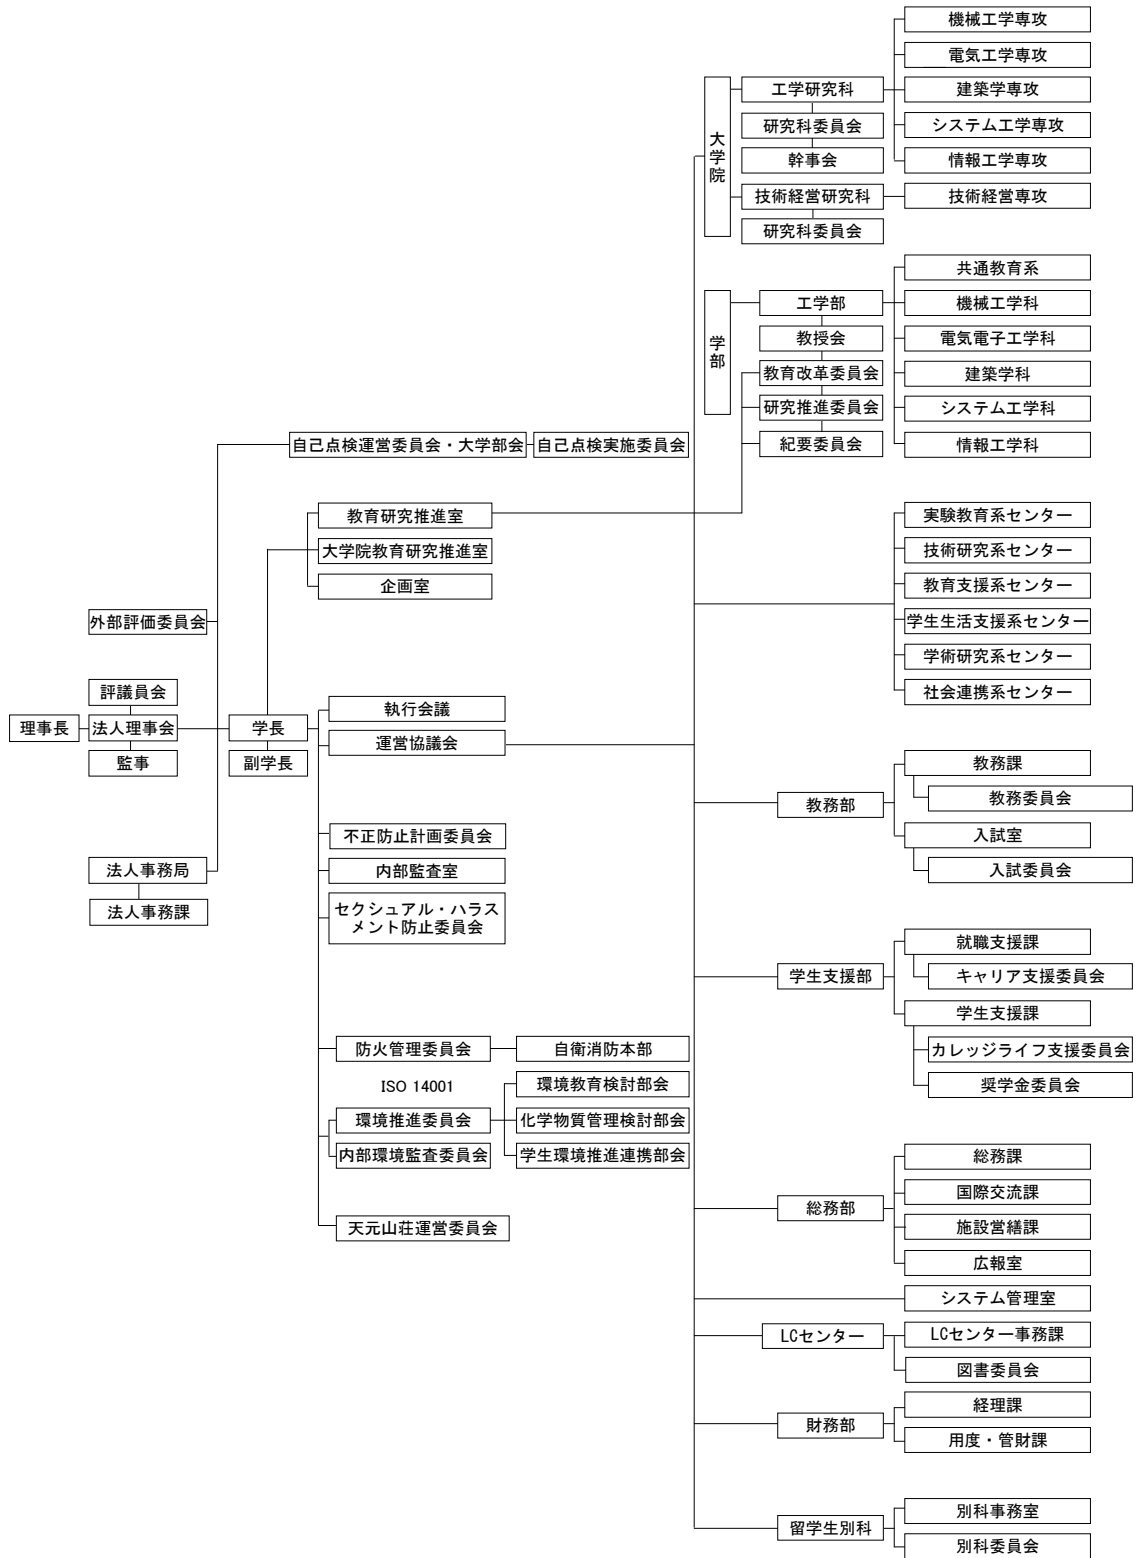 機械工学専攻
電気工学専攻
工学研究科
建築学専攻
大学院
研究科委員会
システム工学専攻
幹事会
情報工学専攻
技術経営研究科
技術経営専攻
研究科委員会
共通教育系
学部
工学部
機械工学科
教授会
電気電子工学科
教育改革委員会
建築学科
研究推進委員会
システム工学科
自己点検運営委員会・大学部会
自己点検実施委員会
紀要委員会
情報工学科
教育研究推進室
実験教育系センター
大学院教育研究推進室
技術研究系センター
企画室
教育支援系センター
外部評価委員会
学生生活支援系センター
学術研究系センター
評議員会
社会連携系センター
理事長
法人理事会
学長
執行会議
監事
副学長
運営協議会
教務課
教務部
教務委員会
不正防止計画委員会
入試室
法人事務局
内部監査室
入試委員会
法人事務課
セクシュアル・ハラス
メント防止委員会
就職支援課
学生支援部
キャリア支援委員会
学生支援課
防火管理委員会
自衛消防本部
カレッジライフ支援委員会
ISO 14001
環境教育検討部会
奨学金委員会
環境推進委員会
化学物質管理検討部会
内部環境監査委員会
学生環境推進連携部会
総務課
国際交流課
総務部
天元山荘運営委員会
施設営繕課
広報室
システム管理室
LCセンター
LCセンター事務課
図書委員会
経理課
財務部
用度・管財課
別科事務室
留学生別科
別科委員会